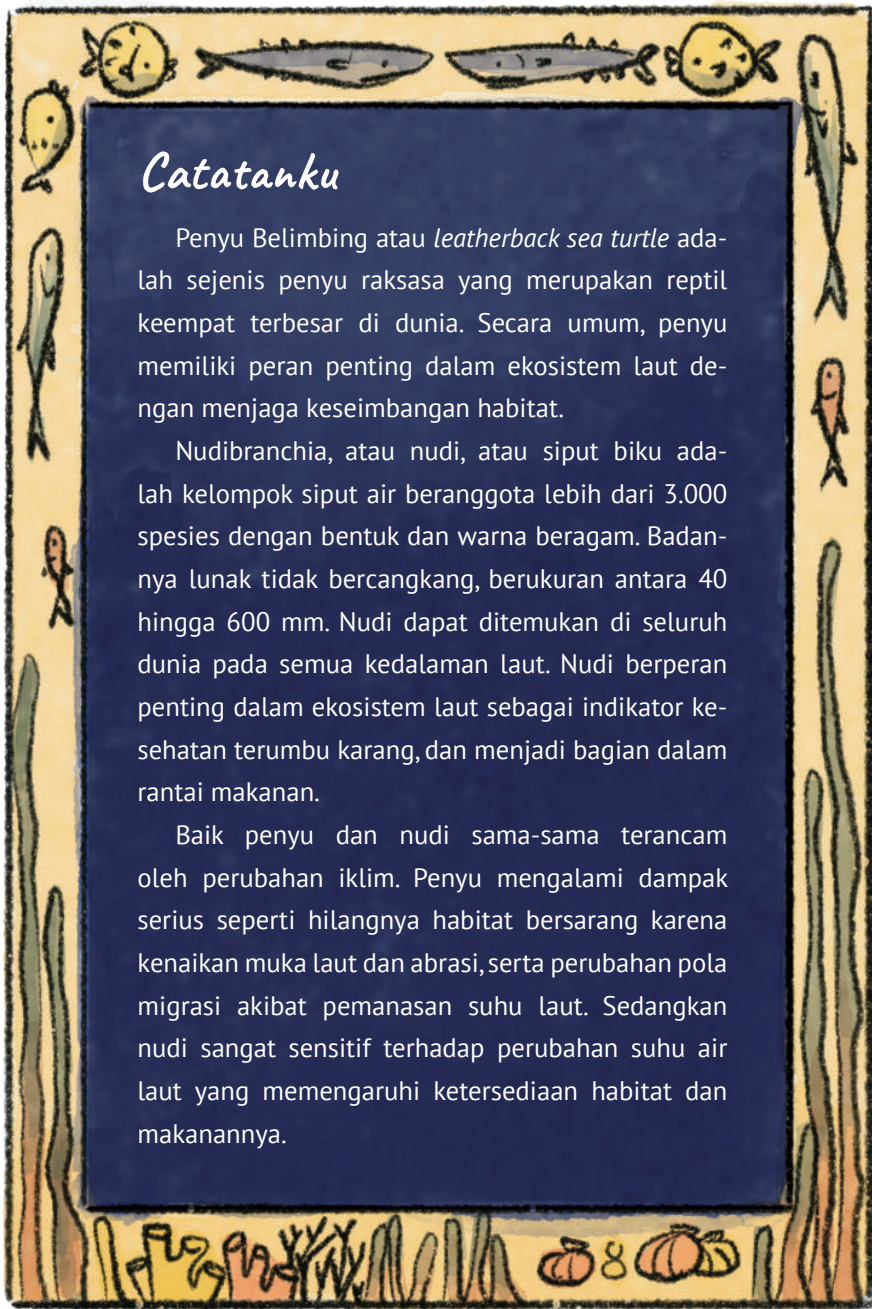 Catatanku
Penyu Belimbing atau leatherback sea turtle ada-
lah sejenis penyu raksasa yang merupakan reptil
keempat terbesar di dunia. Secara umum, penyu
memiliki peran penting dalam ekosistem laut de-
ngan menjaga keseimbangan habitat.
Nudibranchia, atau nudi, atau siput biku ada-
lah kelompok siput air beranggota lebih dari 3.000
spesies dengan bentuk dan warna beragam. Badan-
nya lunak tidak bercangkang, berukuran antara 40
hingga 600 mm. Nudi dapat ditemukan di seluruh
dunia pada semua kedalaman laut. Nudi berperan
penting dalam ekosistem laut sebagai indikator ke-
sehatan terumbu karang, dan menjadi bagian dalam
rantai makanan.
Baik penyu dan nudi sama-sama terancam
oleh perubahan iklim. Penyu mengalami dampak
serius seperti hilangnya habitat bersarang karena
kenaikan muka laut dan abrasi, serta perubahan pola
migrasi akibat pemanasan suhu laut. Sedangkan
nudi sangat sensitif terhadap perubahan suhu air
laut yang memengaruhi ketersediaan habitat dan
makanannya.